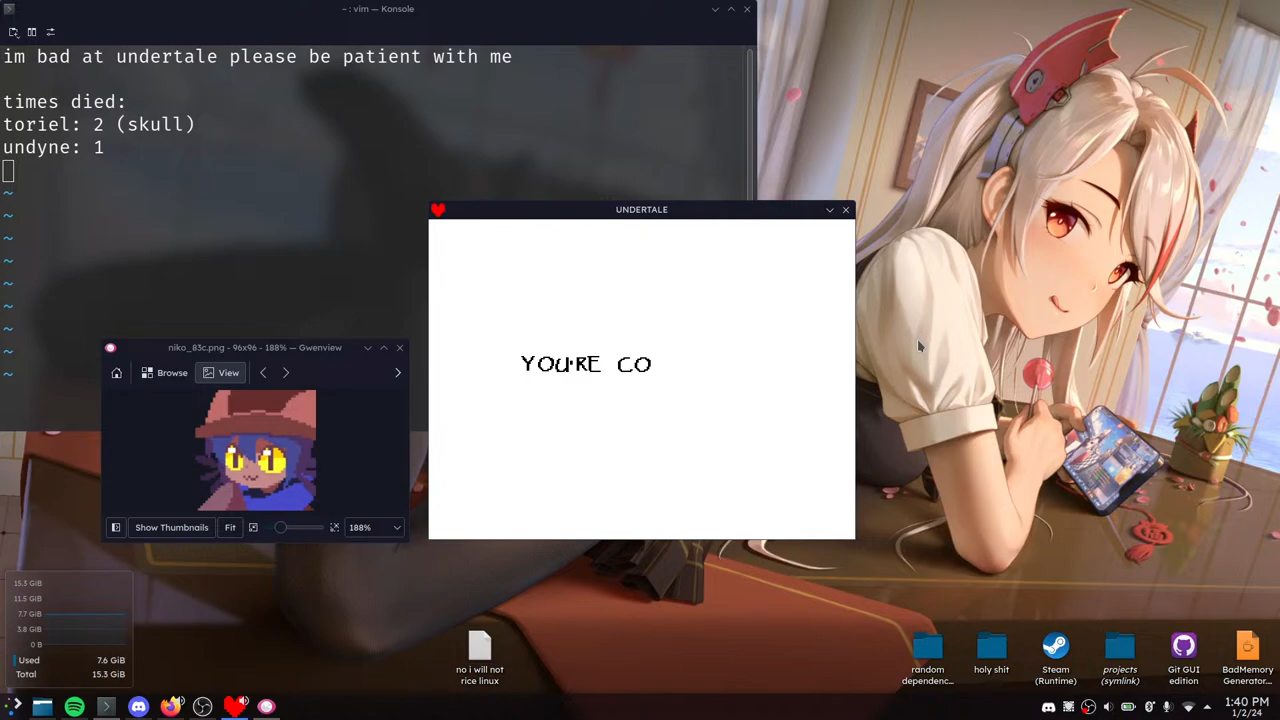 ~ : vim — Konsole
im bad at undertale please be patient with me
times died:
toriel: 2 (skull)
undyne: 1
~
~
~
~
~
~
~
~
~
UNDERTALE
YOU'RE CO
niko_83c.png - 96x96 - 188% — Gwenview
Browse
View
Show Thumbnails
Fit
188%
15.3 GiB
11.5 GiB
7.7 GiB
3.8 GiB
0 B
Used 7.6 GiB
Total 15.3 GiB
no i will not
rice linux
random
dependenc...
holy shit
Steam
(Runtime)
projects
(symlink)
Git GUI
edition
BadMemory
Generator...
1:40 PM
1/2/24